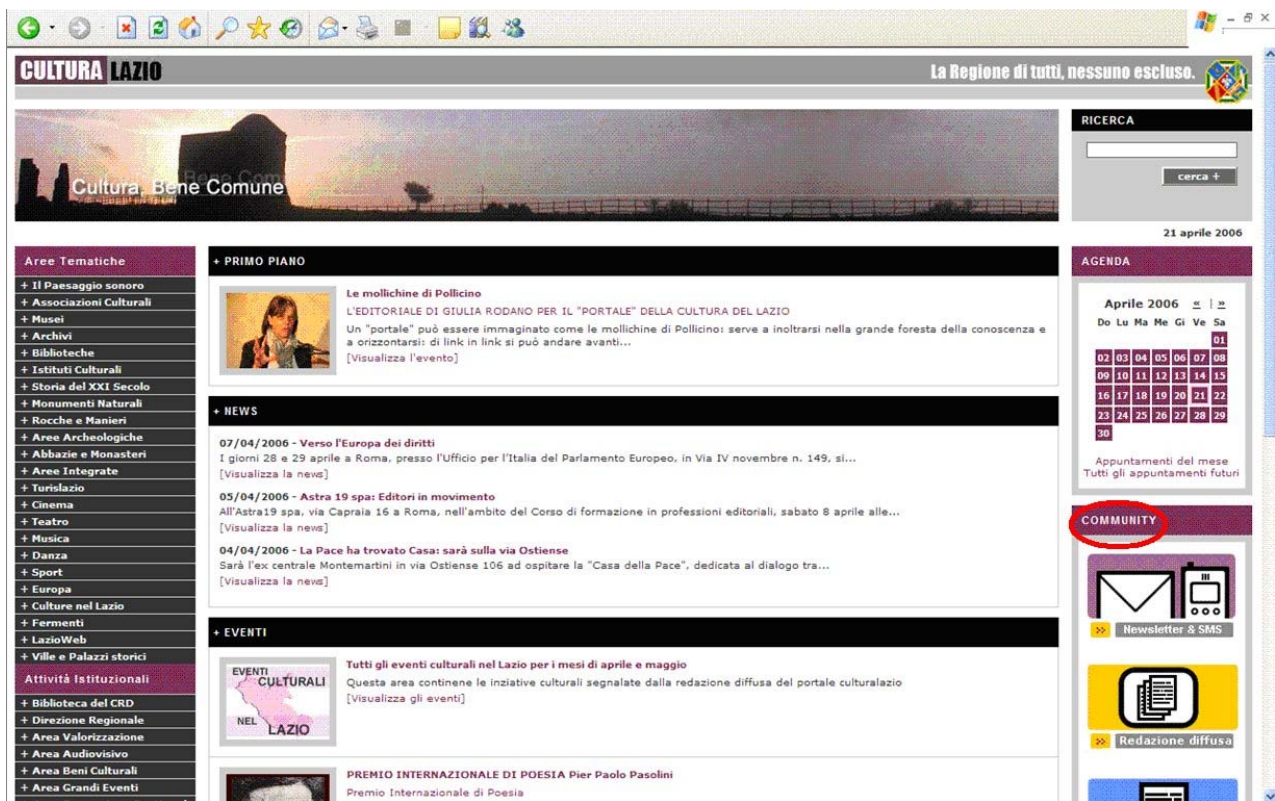 CULTURA LAZIO
La Regione di tutti, nessuno escluso.
Cultura, Bene Comune
RICERCA
cerca +
21 aprile 2006
Aree Tematiche
+ Il Paesaggio sonoro
+ Associazioni Culturali
+ Musei
+ Archivi
+ Biblioteche
+ Istituti Culturali
+ Storia del XXI Secolo
+ Monumenti Naturali
+ Rocche e Manieri
+ Aree Archeologiche
+ Abbazie e Monasteri
+ Aree Integrate
+ Turislazio
+ Cinema
+ Teatro
+ Musica
+ Danza
+ Sport
+ Europa
+ Culture nel Lazio
+ Fermenti
+ LazioWeb
+ Ville e Palazzi storici
Attività Istituzionali
+ Biblioteca del CRD
+ Direzione Regionale
+ Area Valorizzazione
+ Area Audiovisivo
+ Area Beni Culturali
+ Area Grandi Eventi
+ PRIMO PIANO
Le mollichine di Pollicino
L'EDITORIALE DI GIULIA RODANO PER IL "PORTALE" DELLA CULTURA DEL LAZIO
Un "portale" può essere immaginato come le mollichine di Pollicino: serve a inoltrarsi nella grande foresta della conoscenza e
a orizzontarsi: di link in link si può andare avanti...
[Visualizza l'evento]
+ NEWS
07/04/2006 - Verso l'Europa dei diritti
I giorni 28 e 29 aprile a Roma, presso l'Ufficio per l'Italia del Parlamento Europeo, in Via IV novembre n. 149, si...
[Visualizza la news]
05/04/2006 - Astra 19 spa: Editori in movimento
All'Astra19 spa, via Capraia 16 a Roma, nell'ambito del Corso di formazione in professioni editoriali, sabato 8 aprile alle...
[Visualizza la news]
04/04/2006 - La Pace ha trovato Casa: sarà sulla via Ostiense
Sarà l'ex centrale Montemartini in via Ostiense 106 ad ospitare la "Casa della Pace", dedicata al dialogo tra...
[Visualizza la news]
+ EVENTI
EVENTI
CULTURALI
NEL
LAZIO
Tutti gli eventi culturali nel Lazio per i mesi di aprile e maggio
Questa area continene le inziative culturali segnalate dalla redazione diffusa del portale culturalazio
[Visualizza gli eventi]
PREMIO INTERNAZIONALE DI POESIA Pier Paolo Pasolini
Premio Internazionale di Poesia
AGENDA
Aprile 2006 « | »
Do Lu Ma Me Gi Ve Sa
01
02 03 04 05 06 07 08
09 10 11 12 13 14 15
16 17 18 19 20 21 22
23 24 25 26 27 28 29
30
Appuntamenti del mese
Tutti gli appuntamenti futuri
COMMUNITY
>> Newsletter & SMS
>> Redazione diffusa